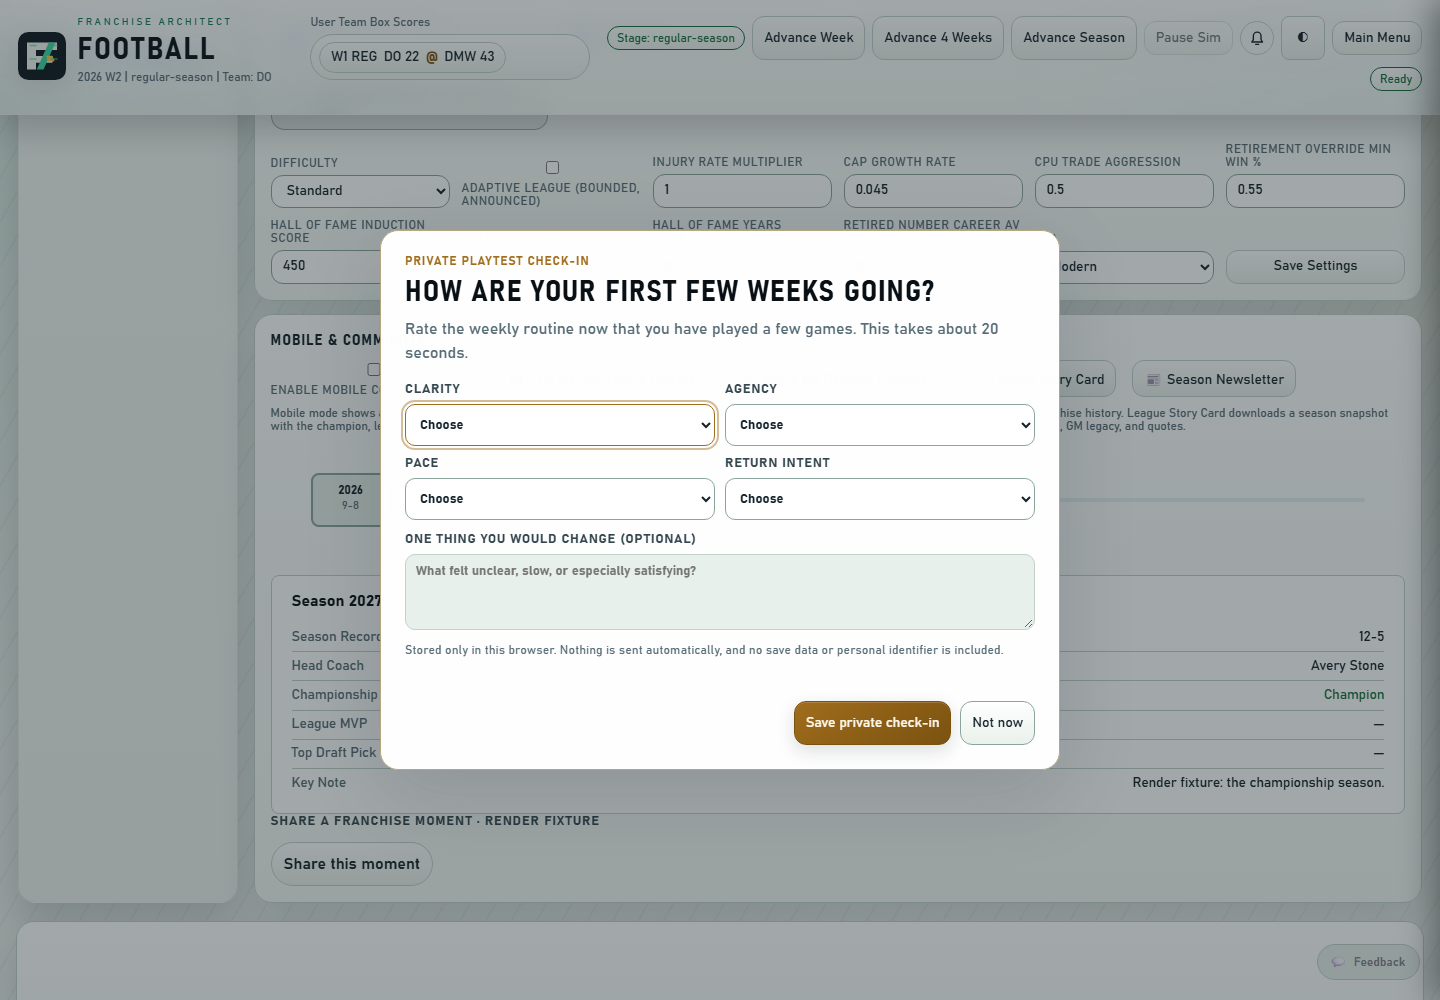 FRANCHISE ARCHITECT
FOOTBALL
2026 W2 | regular-season | Team: DO
User Team Box Scores
W1 REG DO 22 @ DMW 43
Stage: regular-season
Advance Week
Advance 4 Weeks
Advance Season
Pause Sim
Main Menu
Ready
DIFFICULTY
Standard
ADAPTIVE LEAGUE (BOUNDED,
ANNOUNCED)
INJURY RATE MULTIPLIER
1
CAP GROWTH RATE
0.045
CPU TRADE AGGRESSION
0.5
RETIREMENT OVERRIDE MIN
WIN %
0.55
HALL OF FAME INDUCTION
SCORE
450
HALL OF FAME YEARS
RETIRED NUMBER CAREER AV
odern
Save Settings
MOBILE & COMM
ENABLE MOBILE C
Mobile mode shows
with the champion, le
ry Card
Season Newsletter
hise history. League Story Card downloads a season snapshot
, GM legacy, and quotes.
2026
9-8
Season 2027
Season Record
12-5
Head Coach
Avery Stone
Championship
Champion
League MVP
—
Top Draft Pick
—
Key Note
Render fixture: the championship season.
SHARE A FRANCHISE MOMENT · RENDER FIXTURE
Share this moment
Feedback
PRIVATE PLAYTEST CHECK-IN
HOW ARE YOUR FIRST FEW WEEKS GOING?
Rate the weekly routine now that you have played a few games. This takes about 20
seconds.
CLARITY
Choose
AGENCY
Choose
PACE
Choose
RETURN INTENT
Choose
ONE THING YOU WOULD CHANGE (OPTIONAL)
What felt unclear, slow, or especially satisfying?
Stored only in this browser. Nothing is sent automatically, and no save data or personal identifier is included.
Save private check-in
Not now